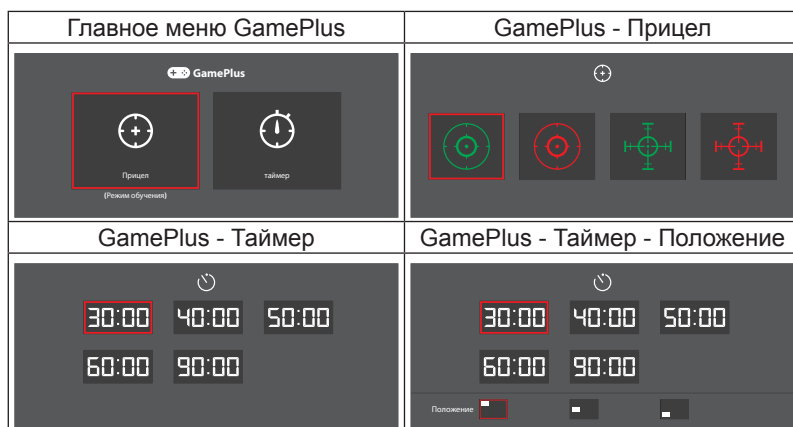 Главное меню GamePlus
GamePlus - Прицел
GamePlus
Прицел
таймер
(Режим обучения)
GamePlus - Таймер
GamePlus - Таймер - Положение
30:00 40:00 50:00
60:00 90:00
30:00 40:00 50:00
60:00 90:00
Положение